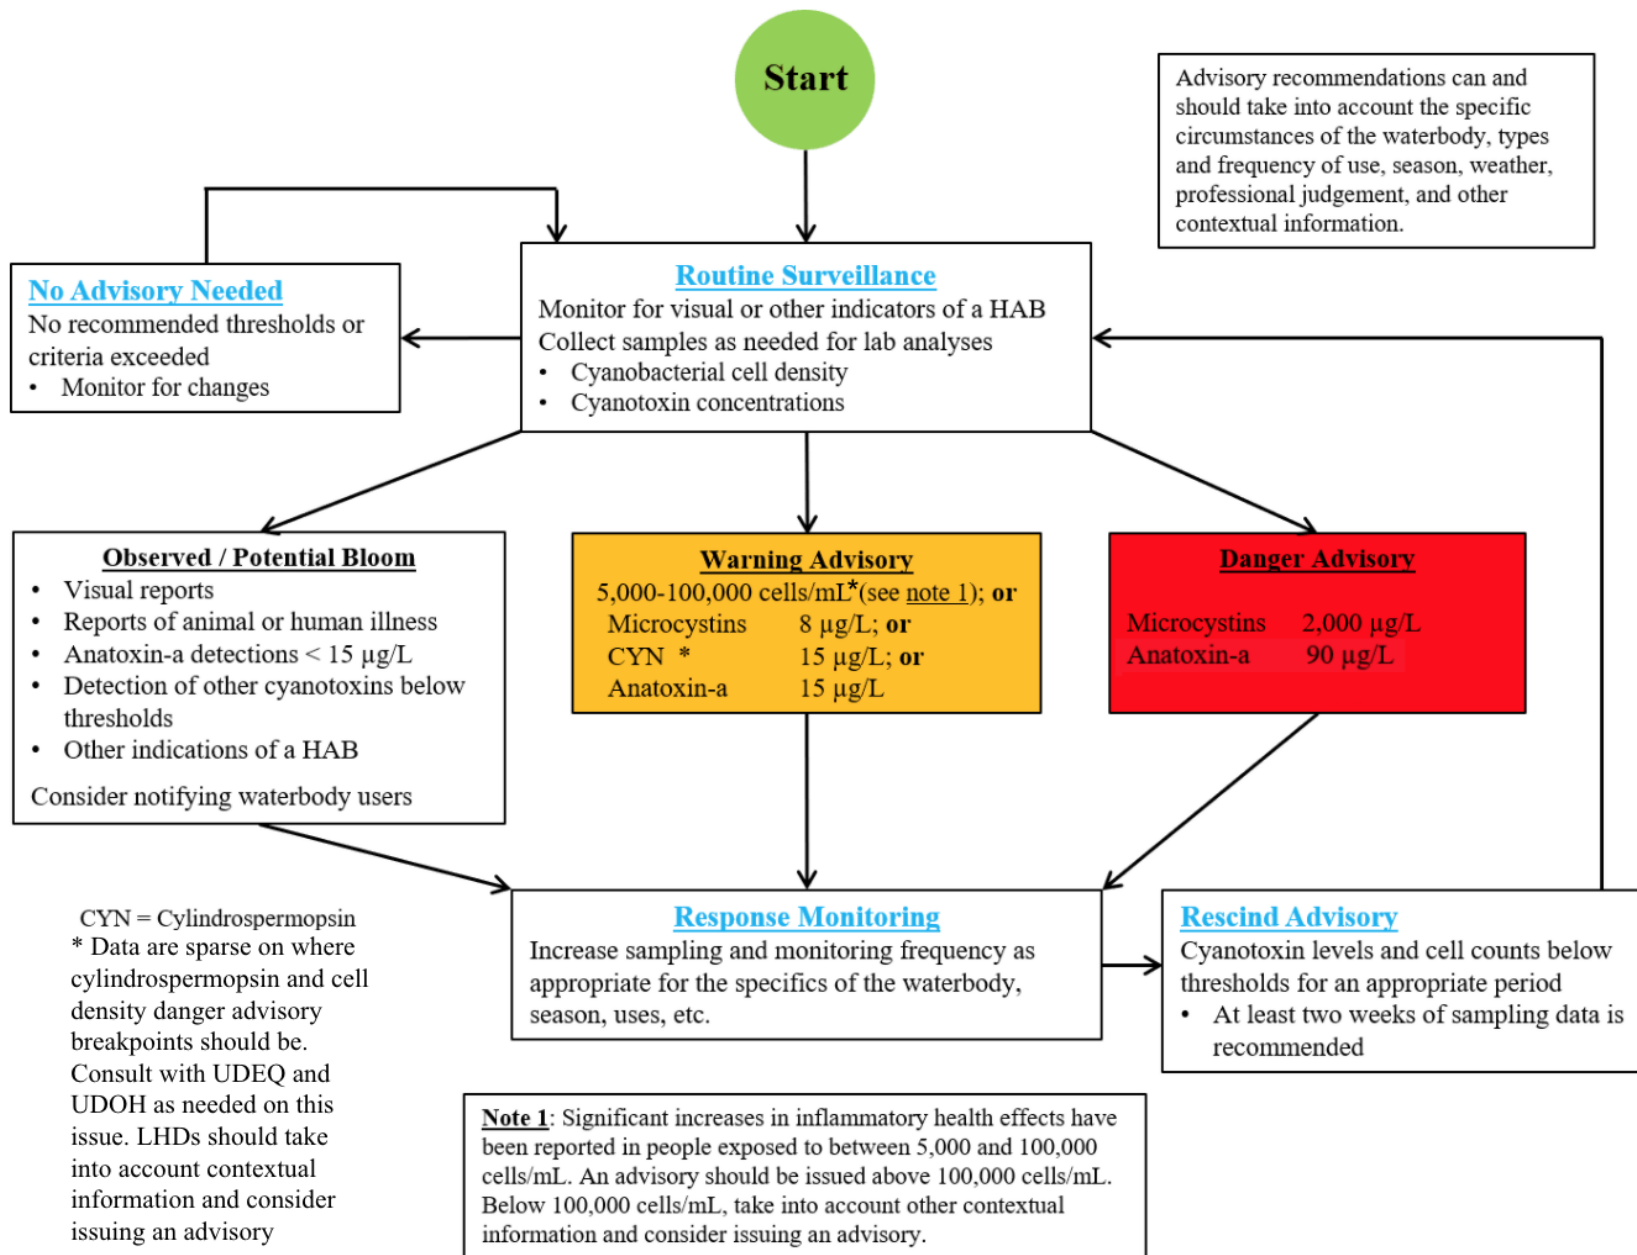 Start
Advisory recommendations can and
should take into account the specific
circumstances of the waterbody, types
and frequency of use, season, weather,
professional judgement, and other
contextual information.
No Advisory Needed
No recommended thresholds or
criteria exceeded
• Monitor for changes
Routine Surveillance
Monitor for visual or other indicators of a HAB
Collect samples as needed for lab analyses
• Cyanobacterial cell density
• Cyanotoxin concentrations
Observed / Potential Bloom
• Visual reports
• Reports of animal or human illness
• Anatoxin-a detections < 15 µg/L
• Detection of other cyanotoxins below
thresholds
• Other indications of a HAB
Consider notifying waterbody users
Warning Advisory
5,000-100,000 cells/mL*(see note 1); or
Microcystins 8 µg/L; or
CYN * 15 µg/L; or
Anatoxin-a 15 µg/L
Danger Advisory
Microcystins 2,000 µg/L
Anatoxin-a 90 µg/L
Response Monitoring
Increase sampling and monitoring frequency as
appropriate for the specifics of the waterbody,
season, uses, etc.
Rescind Advisory
Cyanotoxin levels and cell counts below
thresholds for an appropriate period
• At least two weeks of sampling data is
recommended
CYN = Cylindrospermopsin
* Data are sparse on where
cylindrospermopsin and cell
density danger advisory
breakpoints should be.
Consult with UDEQ and
UDOH as needed on this
issue. LHDs should take
into account contextual
information and consider
issuing an advisory
Note 1: Significant increases in inflammatory health effects have
been reported in people exposed to between 5,000 and 100,000
cells/mL. An advisory should be issued above 100,000 cells/mL.
Below 100,000 cells/mL, take into account other contextual
information and consider issuing an advisory.